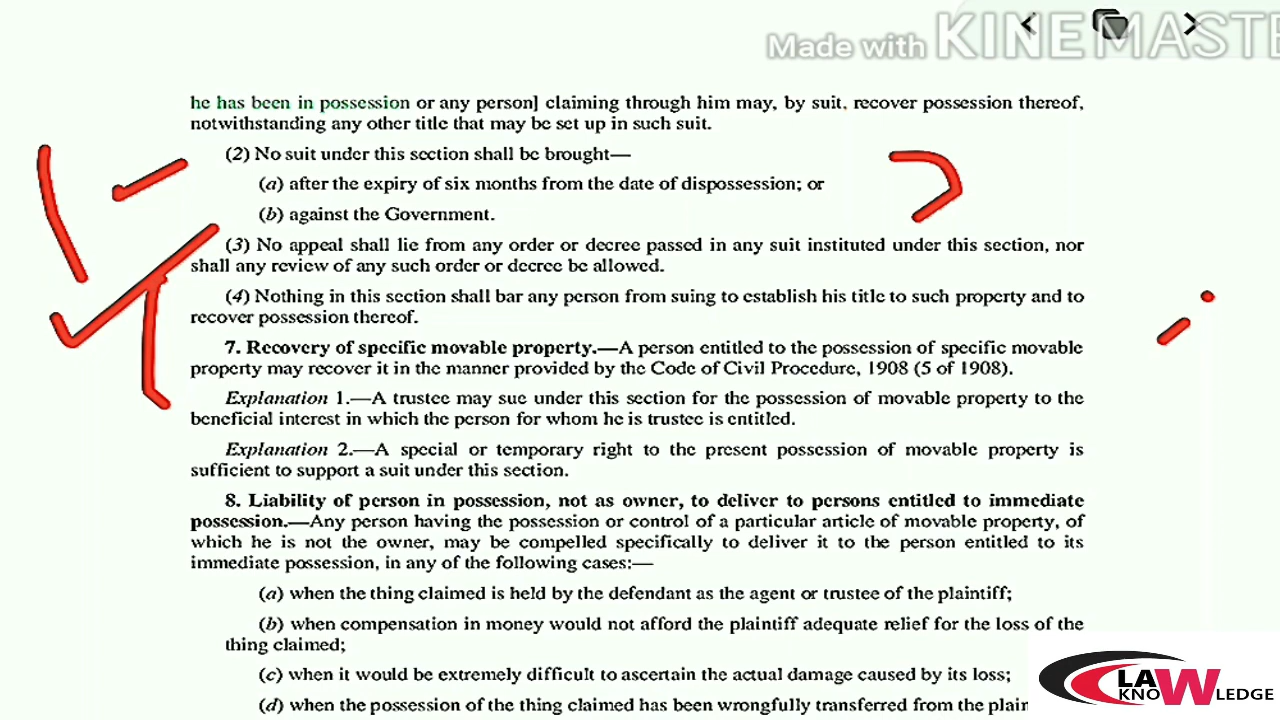 Made with KINEMASTE
he has been in possession or any person] claiming through him may, by suit, recover possession thereof,
notwithstanding any other title that may be set up in such suit.
(2) No suit under this section shall be brought—
(a) after the expiry of six months from the date of dispossession; or
(b) against the Government.
(3) No appeal shall lie from any order or decree passed in any suit instituted under this section, nor
shall any review of any such order or decree be allowed.
(4) Nothing in this section shall bar any person from suing to establish his title to such property and to
recover possession thereof.
7. Recovery of specific movable property.—A person entitled to the possession of specific movable
property may recover it in the manner provided by the Code of Civil Procedure, 1908 (5 of 1908).
Explanation 1.—A trustee may sue under this section for the possession of movable property to the
beneficial interest in which the person for whom he is trustee is entitled.
Explanation 2.—A special or temporary right to the present possession of movable property is
sufficient to support a suit under this section.
8. Liability of person in possession, not as owner, to deliver to persons entitled to immediate
possession.—Any person having the possession or control of a particular article of movable property, of
which he is not the owner, may be compelled specifically to deliver it to the person entitled to its
immediate possession, in any of the following cases:—
(a) when the thing claimed is held by the defendant as the agent or trustee of the plaintiff;
(b) when compensation in money would not afford the plaintiff adequate relief for the loss of the
thing claimed;
(c) when it would be extremely difficult to ascertain the actual damage caused by its loss;
(d) when the possession of the thing claimed has been wrongfully transferred from the plain
LAW
KNOWLEDGE